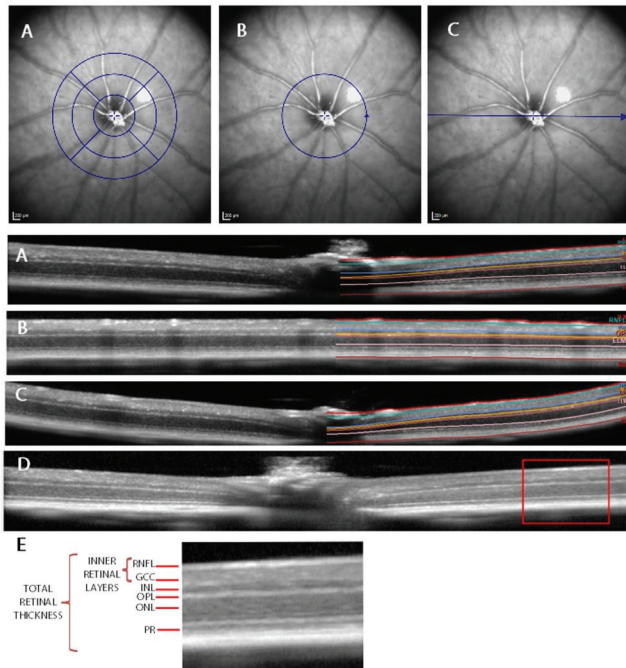 A
B
C
200 µm
200 µm
200 µm
A
B
RNFL
ELM
C
D
E
INNER
RETINAL
LAYERS
RNFL
GCC
INL
OPL
ONL
PR
TOTAL
RETINAL
THICKNESS